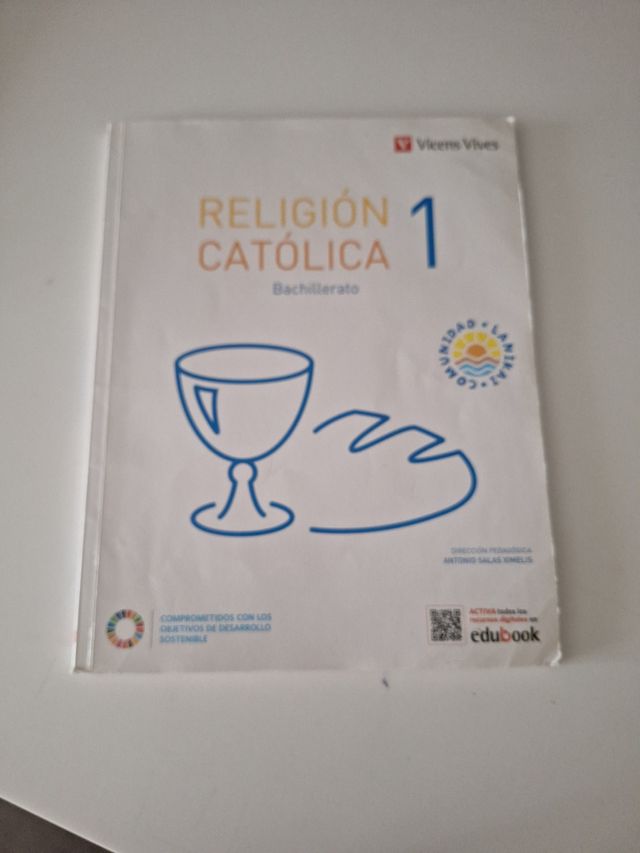 Vicens Vives
RELIGIÓN
CATÓLICA
1
Bachillerato
COMUNIDAD • LANIKAI •
DIRECCIÓN PEDAGÓGICA
ANTONIO SALAS XIMELIS
COMPROMETIDOS CON LOS
OBJETIVOS DE DESARROLLO
SOSTENIBLE
ACTIVA todos los
recursos digitales en
edubook